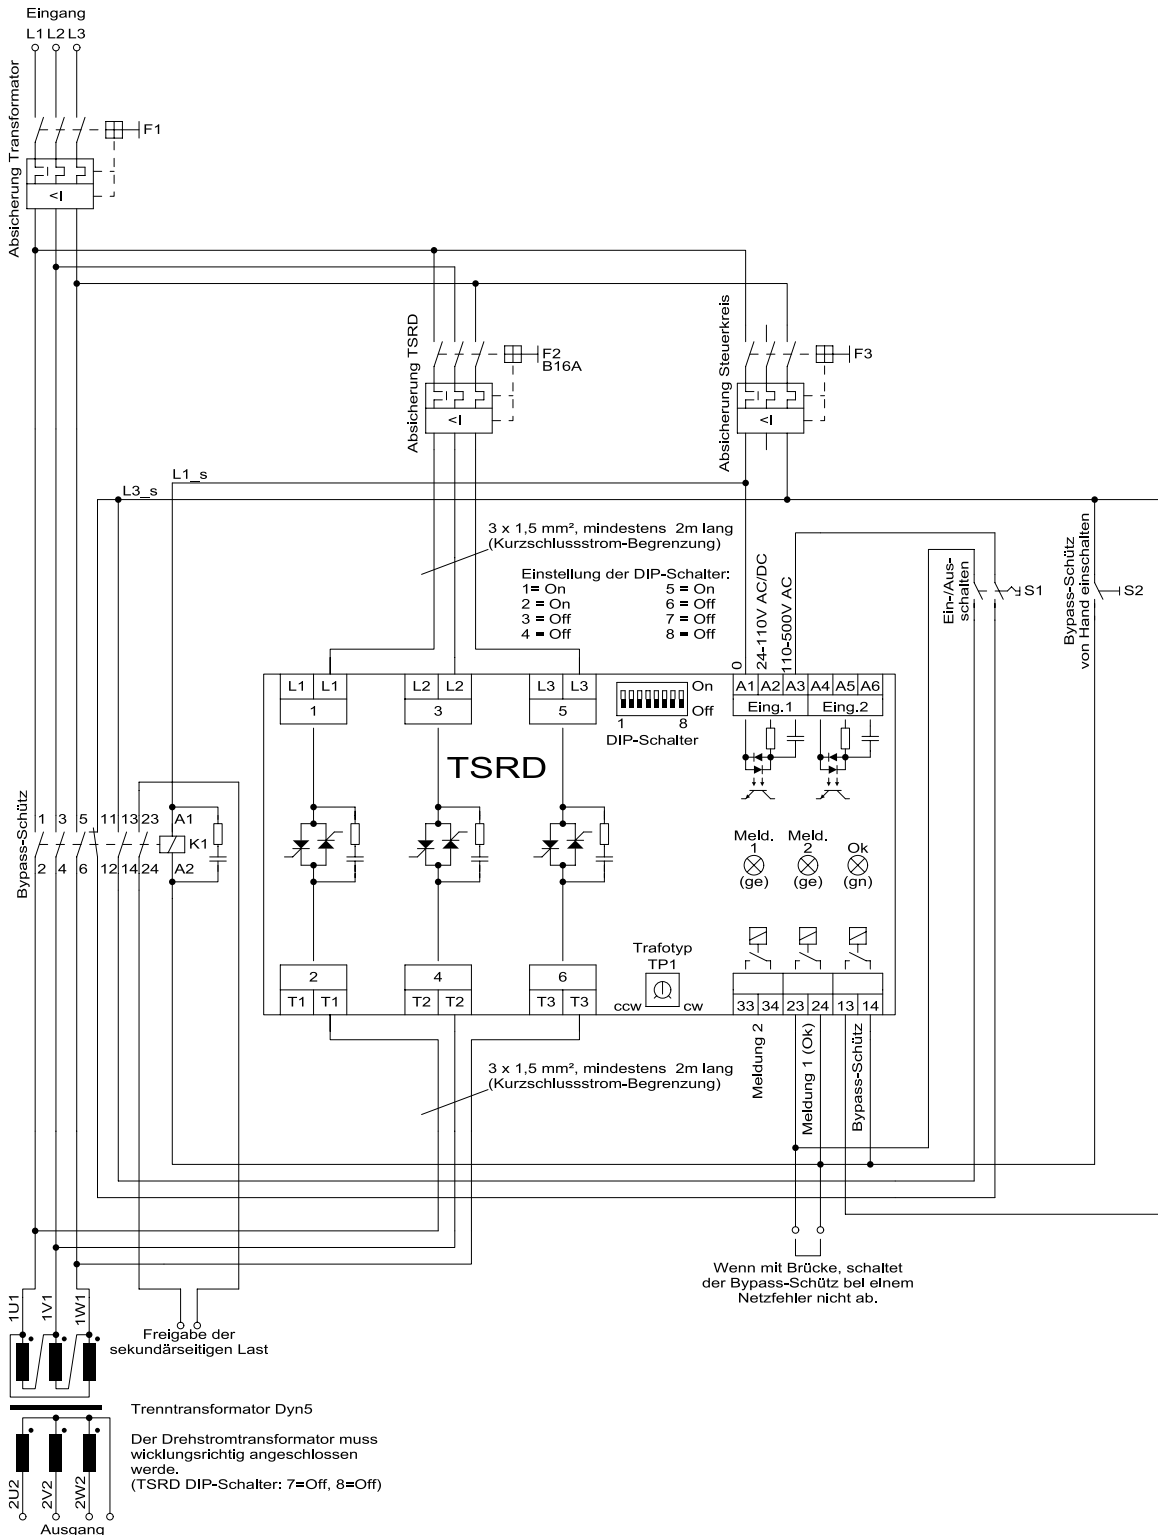 Eingang
L1 L2 L3
Absicherung Transformator
F1
I>
Absicherung TSRD
F2
B16A
I>
Absicherung Steuerkreis
F3
I>
L1_s
L3_s
3 x 1,5 mm², mindestens 2m lang
(Kurzschlussstrom-Begrenzung)
Einstellung der DIP-Schalter:
1= On 5 = On
2 = On 6 = Off
3 = Off 7 = Off
4 = Off 8 = Off
0
24-110V AC/DC
110-500V AC
Ein-/Aus-
schalten
S1
Bypass-Schütz
von Hand einschalten
S2
L1 L1 L2 L2 L3 L3
1 3 5
On
Off
1 8
DIP-Schalter
A1 A2 A3 A4 A5 A6
Eing.1 Eing.2
TSRD
Bypass-Schütz
1 3 5 11 13 23 A1
K1
2 4 6 12 14 24 A2
Meld.
1
(ge)
Meld.
2
(ge)
Ok
(gn)
Trafotyp
TP1
ccw cw
2 4 6
T1 T1 T2 T2 T3 T3
33 34 23 24 13 14
Meldung 2
Meldung 1 (Ok)
Bypass-Schütz
3 x 1,5 mm², mindestens 2m lang
(Kurzschlussstrom-Begrenzung)
Wenn mit Brücke, schaltet
der Bypass-Schütz bei einem
Netzfehler nicht ab.
1U1 1V1 1W1
Freigabe der
sekundärseitigen Last
Trenntransformator Dyn5
Der Drehstromtransformator muss
wicklungsrichtig angeschlossen
werde.
(TSRD DIP-Schalter: 7=Off, 8=Off)
2U2 2V2 2W2
Ausgang